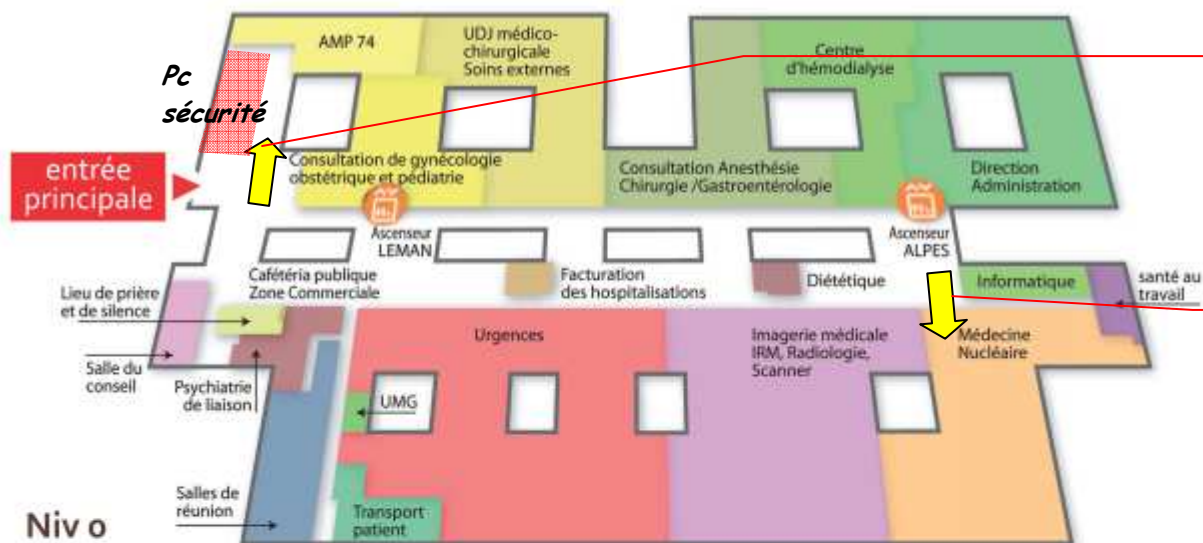 AMP 74
UDJ médico-
chirurgicale
Soins externes
Centre
d'hémodialyse
Pc
sécurité
entrée
principale
Consultation de gynécologie
obstétrique et pédiatrie
Consultation Anesthésie
Chirurgie /Gastroentérologie
Direction
Administration
Ascenseur
LEMAN
Ascenseur
ALPES
Cafétéria publique
Zone Commerciale
Facturation
des hospitalisations
Diététique
Informatique
santé au
travail
Lieu de prière
et de silence
Urgences
Imagerie médicale
IRM, Radiologie,
Scanner
Médecine
Nucléaire
Salle du
conseil
Psychiatrie
de liaison
UMG
Salles de
réunion
Transport
patient
Niv 0